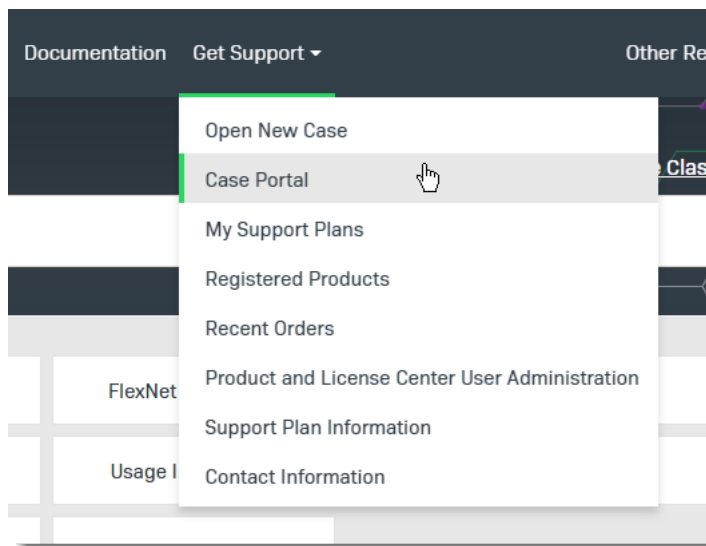 Documentation Get Support Other Re
Open New Case
e Clas
Case Portal
My Support Plans
Registered Products
Recent Orders
Product and License Center User Administration
FlexNet
Support Plan Information
Usage I
Contact Information